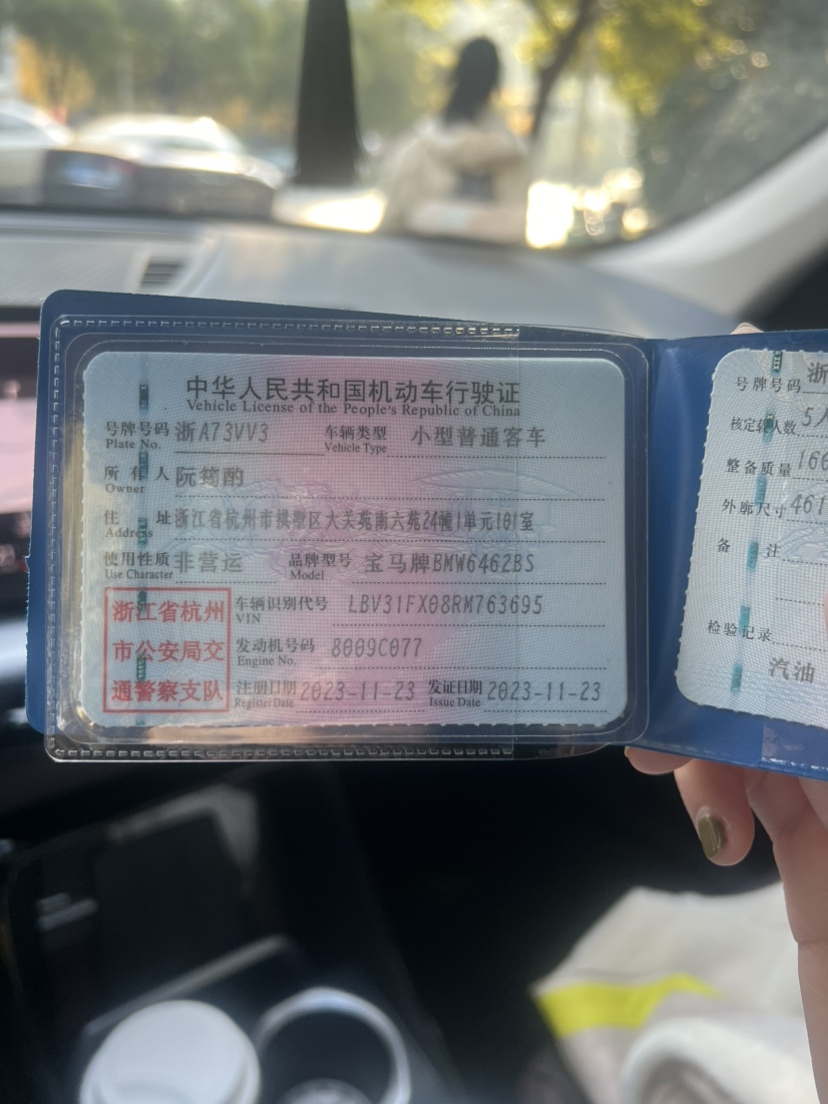 中华人民共和国机动车行驶证
Vehicle License of the People's Republic of China
号牌号码 浙A73VV3 车辆类型 小型普通客车
Plate No. Vehicle Type
所有人 阮筠酌
Owner
住址 浙江省杭州市拱墅区大关苑南六苑24幢1单元101室
Address
使用性质 非营运 品牌型号 宝马牌BMW6462BS
Use Character Model
浙江省杭州
市公安局交
通警察支队
车辆识别代号 LBV31FX08RM763695
VIN
发动机号码 8009C077
Engine No.
注册日期 2023-11-23 发证日期 2023-11-23
Register Date Issue Date
号牌号码 浙
核定载人数 5人
整备质量 166
外廓尺寸 461
备注
检验记录
汽油